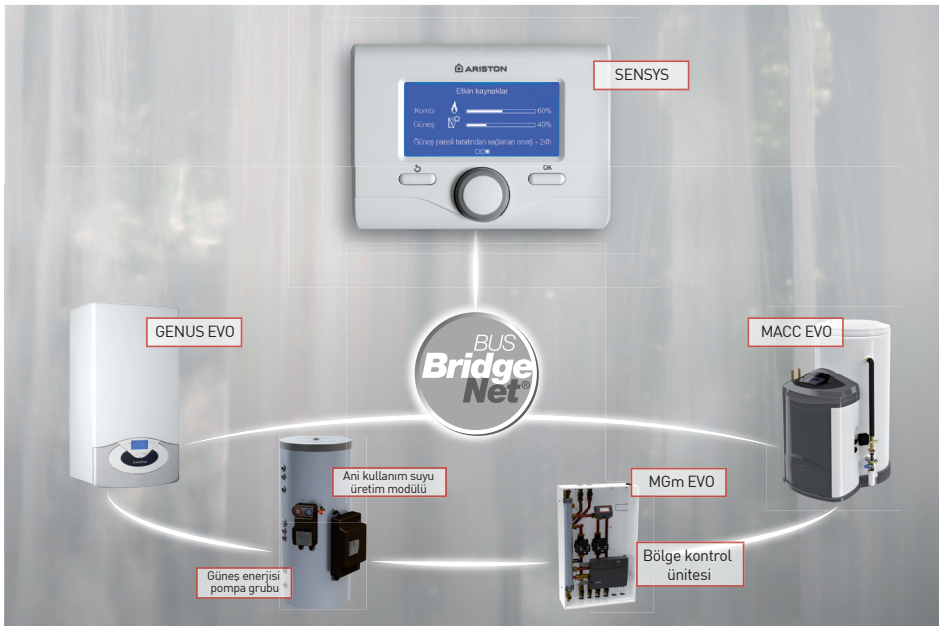 ARISTON
SENSYS
Etkin kaynaklar
Kombi 60%
Güneş 40%
Güneş paneli tarafından sağlanan enerji - 24h
OK
GENUS EVO
MACC EVO
BUS
Bridge
Net®
Ani kullanım suyu
üretim modülü
MGm EVO
Güneş enerjisi
pompa grubu
Bölge kontrol
ünitesi